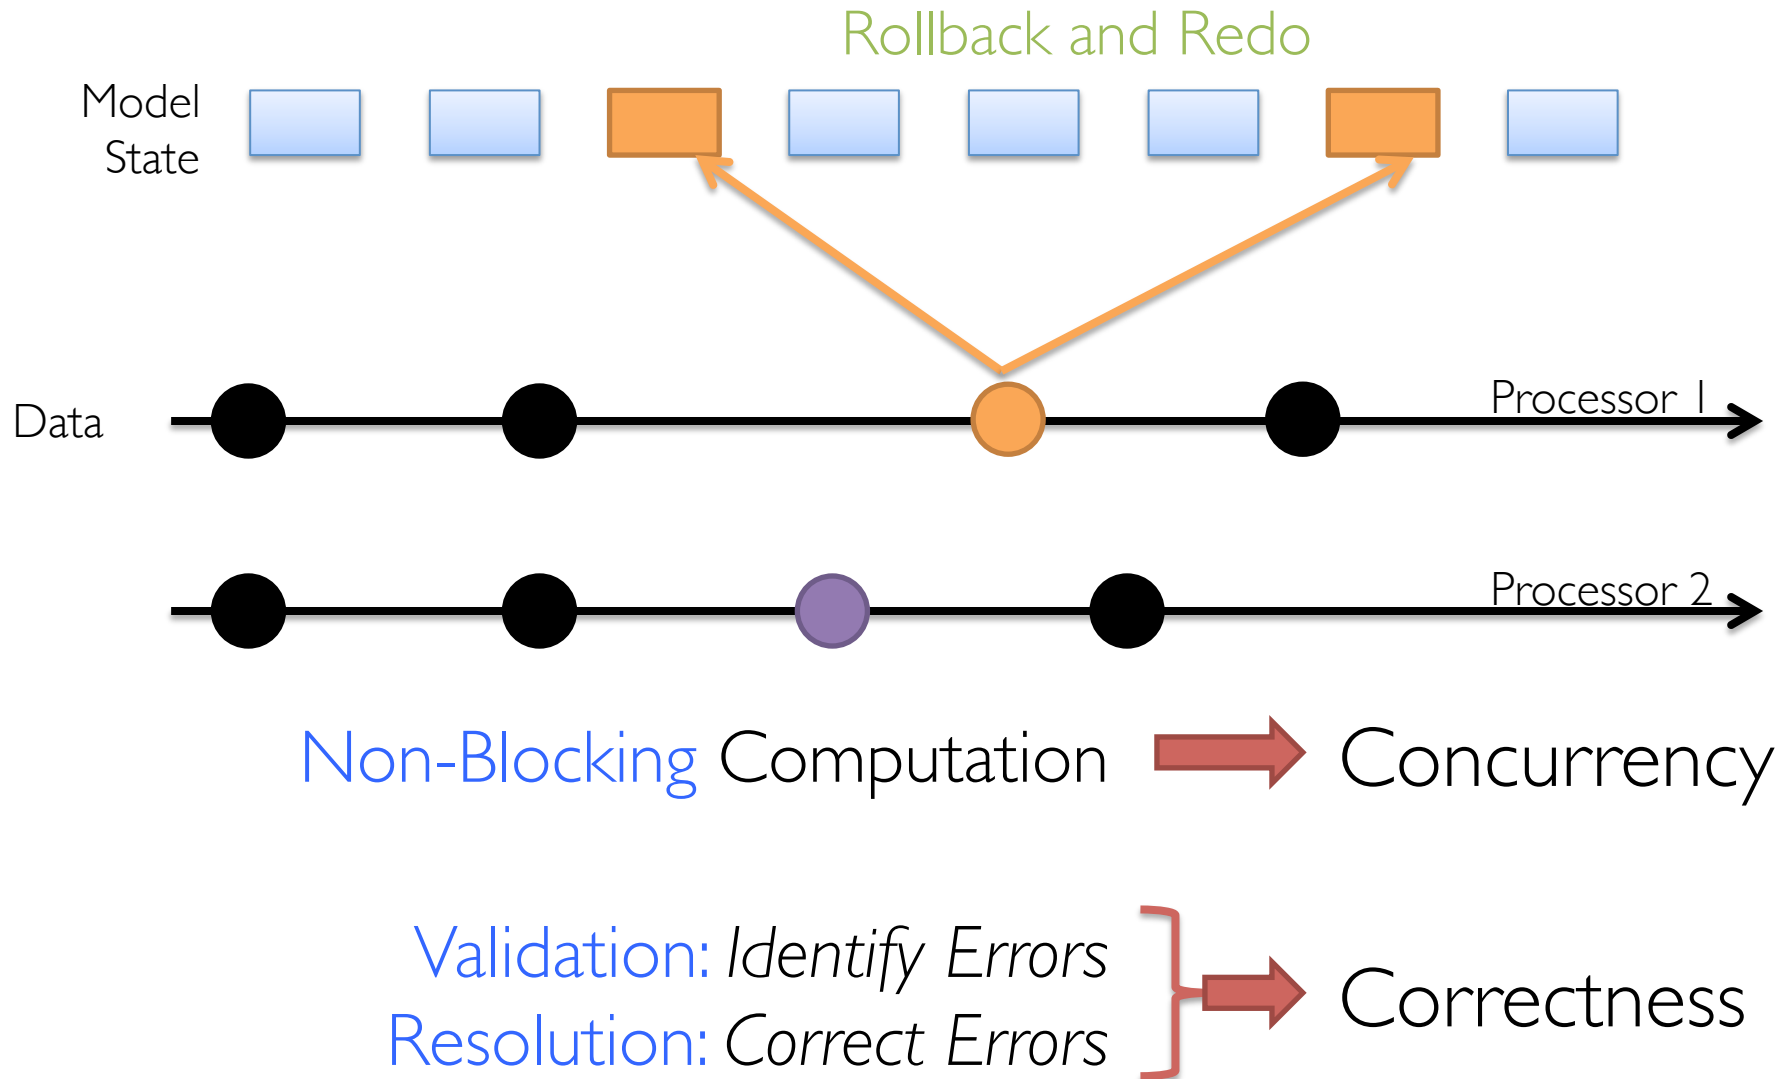 Rollback and Redo
Model
State
Data
Processor 1
Processor 2
Non-Blocking Computation
Concurrency
Validation: Identify Errors
Resolution: Correct Errors
Correctness